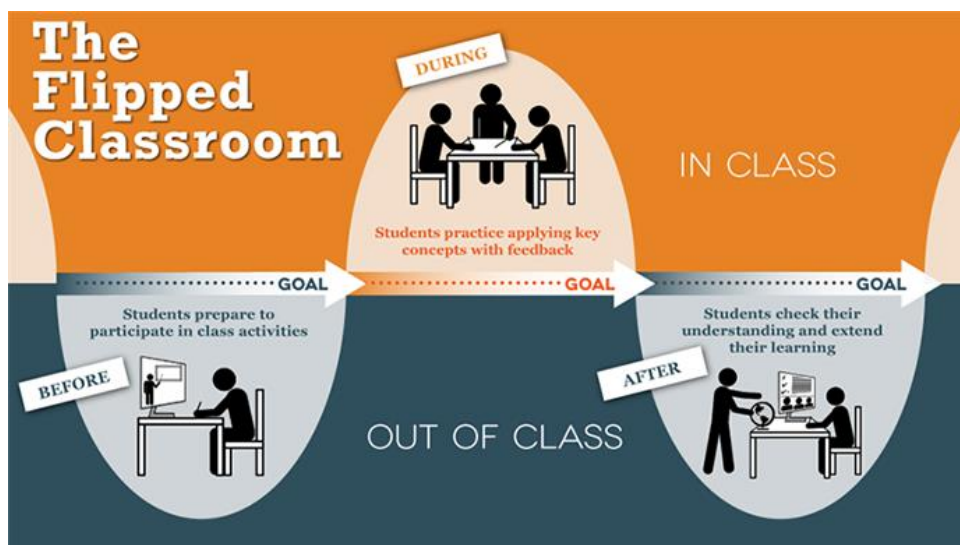 The
Flipped
Classroom
DURING
IN CLASS
Students practice applying key
concepts with feedback
GOAL
GOAL
GOAL
Students prepare to
participate in class activities
BEFORE
OUT OF CLASS
Students check their
understanding and extend
their learning
AFTER